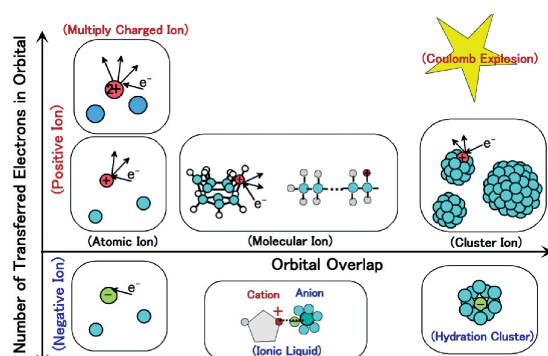 (Multiply Charged Ion)
2+
e⁻
(Coulomb Explosion)
Number of Transferred Electrons in Orbital
(Positive Ion)
+
e⁻
+
e⁻
+
e⁻
(Atomic Ion)
(Molecular Ion)
(Cluster Ion)
Orbital Overlap
(Negative Ion)
−
e⁻
Cation
Anion
+
−
(Ionic Liquid)
−
(Hydration Cluster)